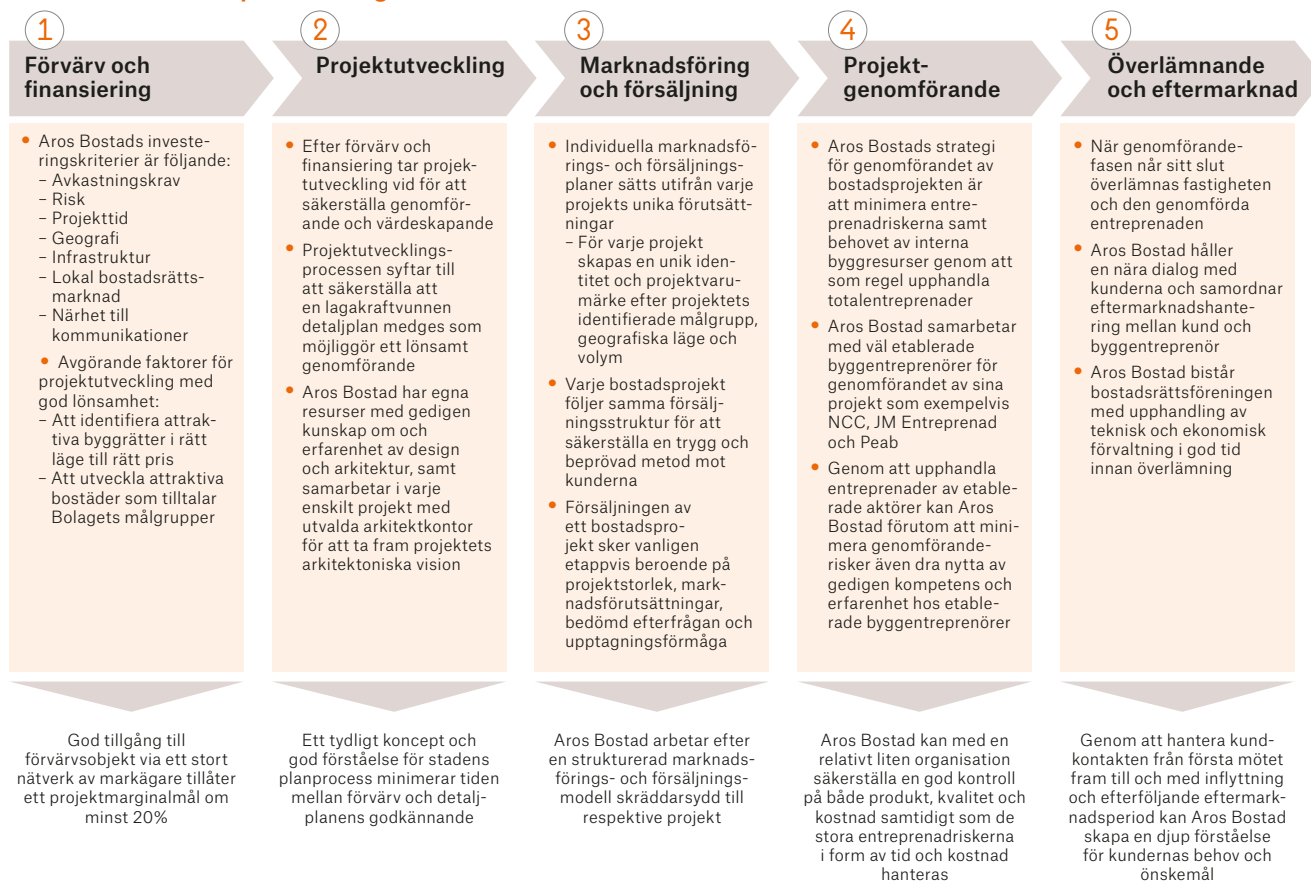 1
Förvärv och
finansiering
• Aros Bostads investe-
ringskriterier är följande:
– Avkastningskrav
– Risk
– Projekttid
– Geografi
– Infrastruktur
– Lokal bostadsrätts-
marknad
– Närhet till
kommunikationer
• Avgörande faktorer för
projektutveckling med
god lönsamhet:
– Att identifiera attrak-
tiva byggrätter i rätt
läge till rätt pris
– Att utveckla attraktiva
bostäder som tilltalar
Bolagets målgrupper
God tillgång till
förvärvsobjekt via ett stort
nätverk av markägare tillåter
ett projektmarginalmål om
minst 20%
2
Projektutveckling
• Efter förvärv och
finansiering tar projek-
tutveckling vid för att
säkerställa genomför-
ande och värdeskapande
• Projektutvecklings-
processen syftar till
att säkerställa att
en lagakraftvunnen
detaljplan medges som
möjliggör ett lönsamt
genomförande
• Aros Bostad har egna
resurser med gedigen
kunskap om och
erfarenhet av design
och arkitektur, samt
samarbetar i varje
enskilt projekt med
utvalda arkitektkontor
för att ta fram projektets
arkitektoniska vision
Ett tydligt concept och
god förståelse för stadens
planprocess minimerar tiden
mellan förvärv och detalj-
planens godkännande
3
Marknadsföring
och försäljning
• Individuella marknadsfö-
rings- och försäljnings-
planer sätts utifrån varje
projekts unika förutsätt-
ningar
– För varje projekt
skapas en unik iden-
titet och projektvaru-
märke efter projektets
identifierade målgrupp,
geografiska läge och
volym
• Varje bostadsprojekt
följer samma försälj-
ningsstruktur för att
säkerställa en trygg och
beprövad metod mot
kunderna
• Försäljningen av
ett bostadspro-
jekt sker vanligen
etappvis beroende på
projektstorlek, mark-
nadsförutsättningar,
bedömd efterfrågan och
upptagningsförmåga
Aros Bostad arbetar efter
en strukturerad marknads-
förings- och försäljnings-
modell skräddarsydd till
respektive projekt
4
Projekt-
genomförande
• Aros Bostads strategi
för genomförandet av
bostadsprojekten är
att minimera entre-
prenadriskerna samt
behovet av interna
byggresurser genom att
som regel upphandla
totalentreprenader
• Aros Bostad samarbetar
med väl etablerade
byggentreprenörer för
genomförandet av sina
projekt som exempelvis
NCC, JM Entreprenad
och Peab
• Genom att upphandla
entreprenader av etable-
rade aktörer kan Aros
Bostad förutom att mini-
mera genomförande-
risker även dra nytta av
gedigen kompetens och
erfarenhet hos etable-
rade byggentreprenörer
Aros Bostad kan med en
relativt liten organisation
säkerställa en god kontroll
på både produkt, kvalitet och
kostnad samtidigt som de
stora entreprenadriskerna
i form av tid och kostnad
hanteras
5
Överlämnande
och eftermarknad
• När genomförande-
fasen når sitt slut
överlämnas fastigheten
och den genomförda
entreprenaden
• Aros Bostad håller
en nära dialog med
kunderna och samordnar
eftermarknadshante-
ring mellan kund och
byggentreprenör
• Aros Bostad bistår
bostadsrättsföreningen
med upphandling av
teknisk och ekonomisk
förvaltning i god tid
innan överlämning
Genom att hantera kund-
kontakten från första mötet
fram till och med inflyttning
och efterföljande eftermark-
nadsperiod kan Aros Bostad
skapa en djup förståelse
för kundernas behov och
önskemål